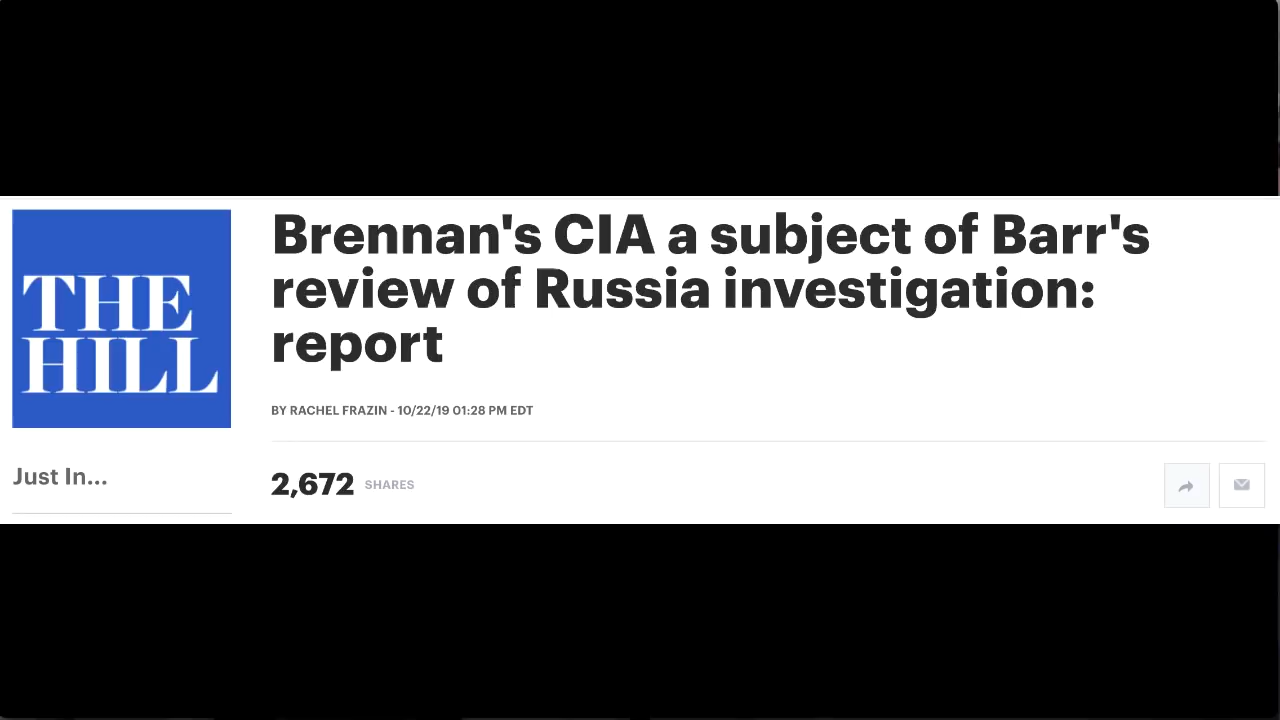 THE
HILL
Brennan's CIA a subject of Barr's
review of Russia investigation:
report
BY RACHEL FRAZIN - 10/22/19 01:28 PM EDT
Just In...
2,672 SHARES